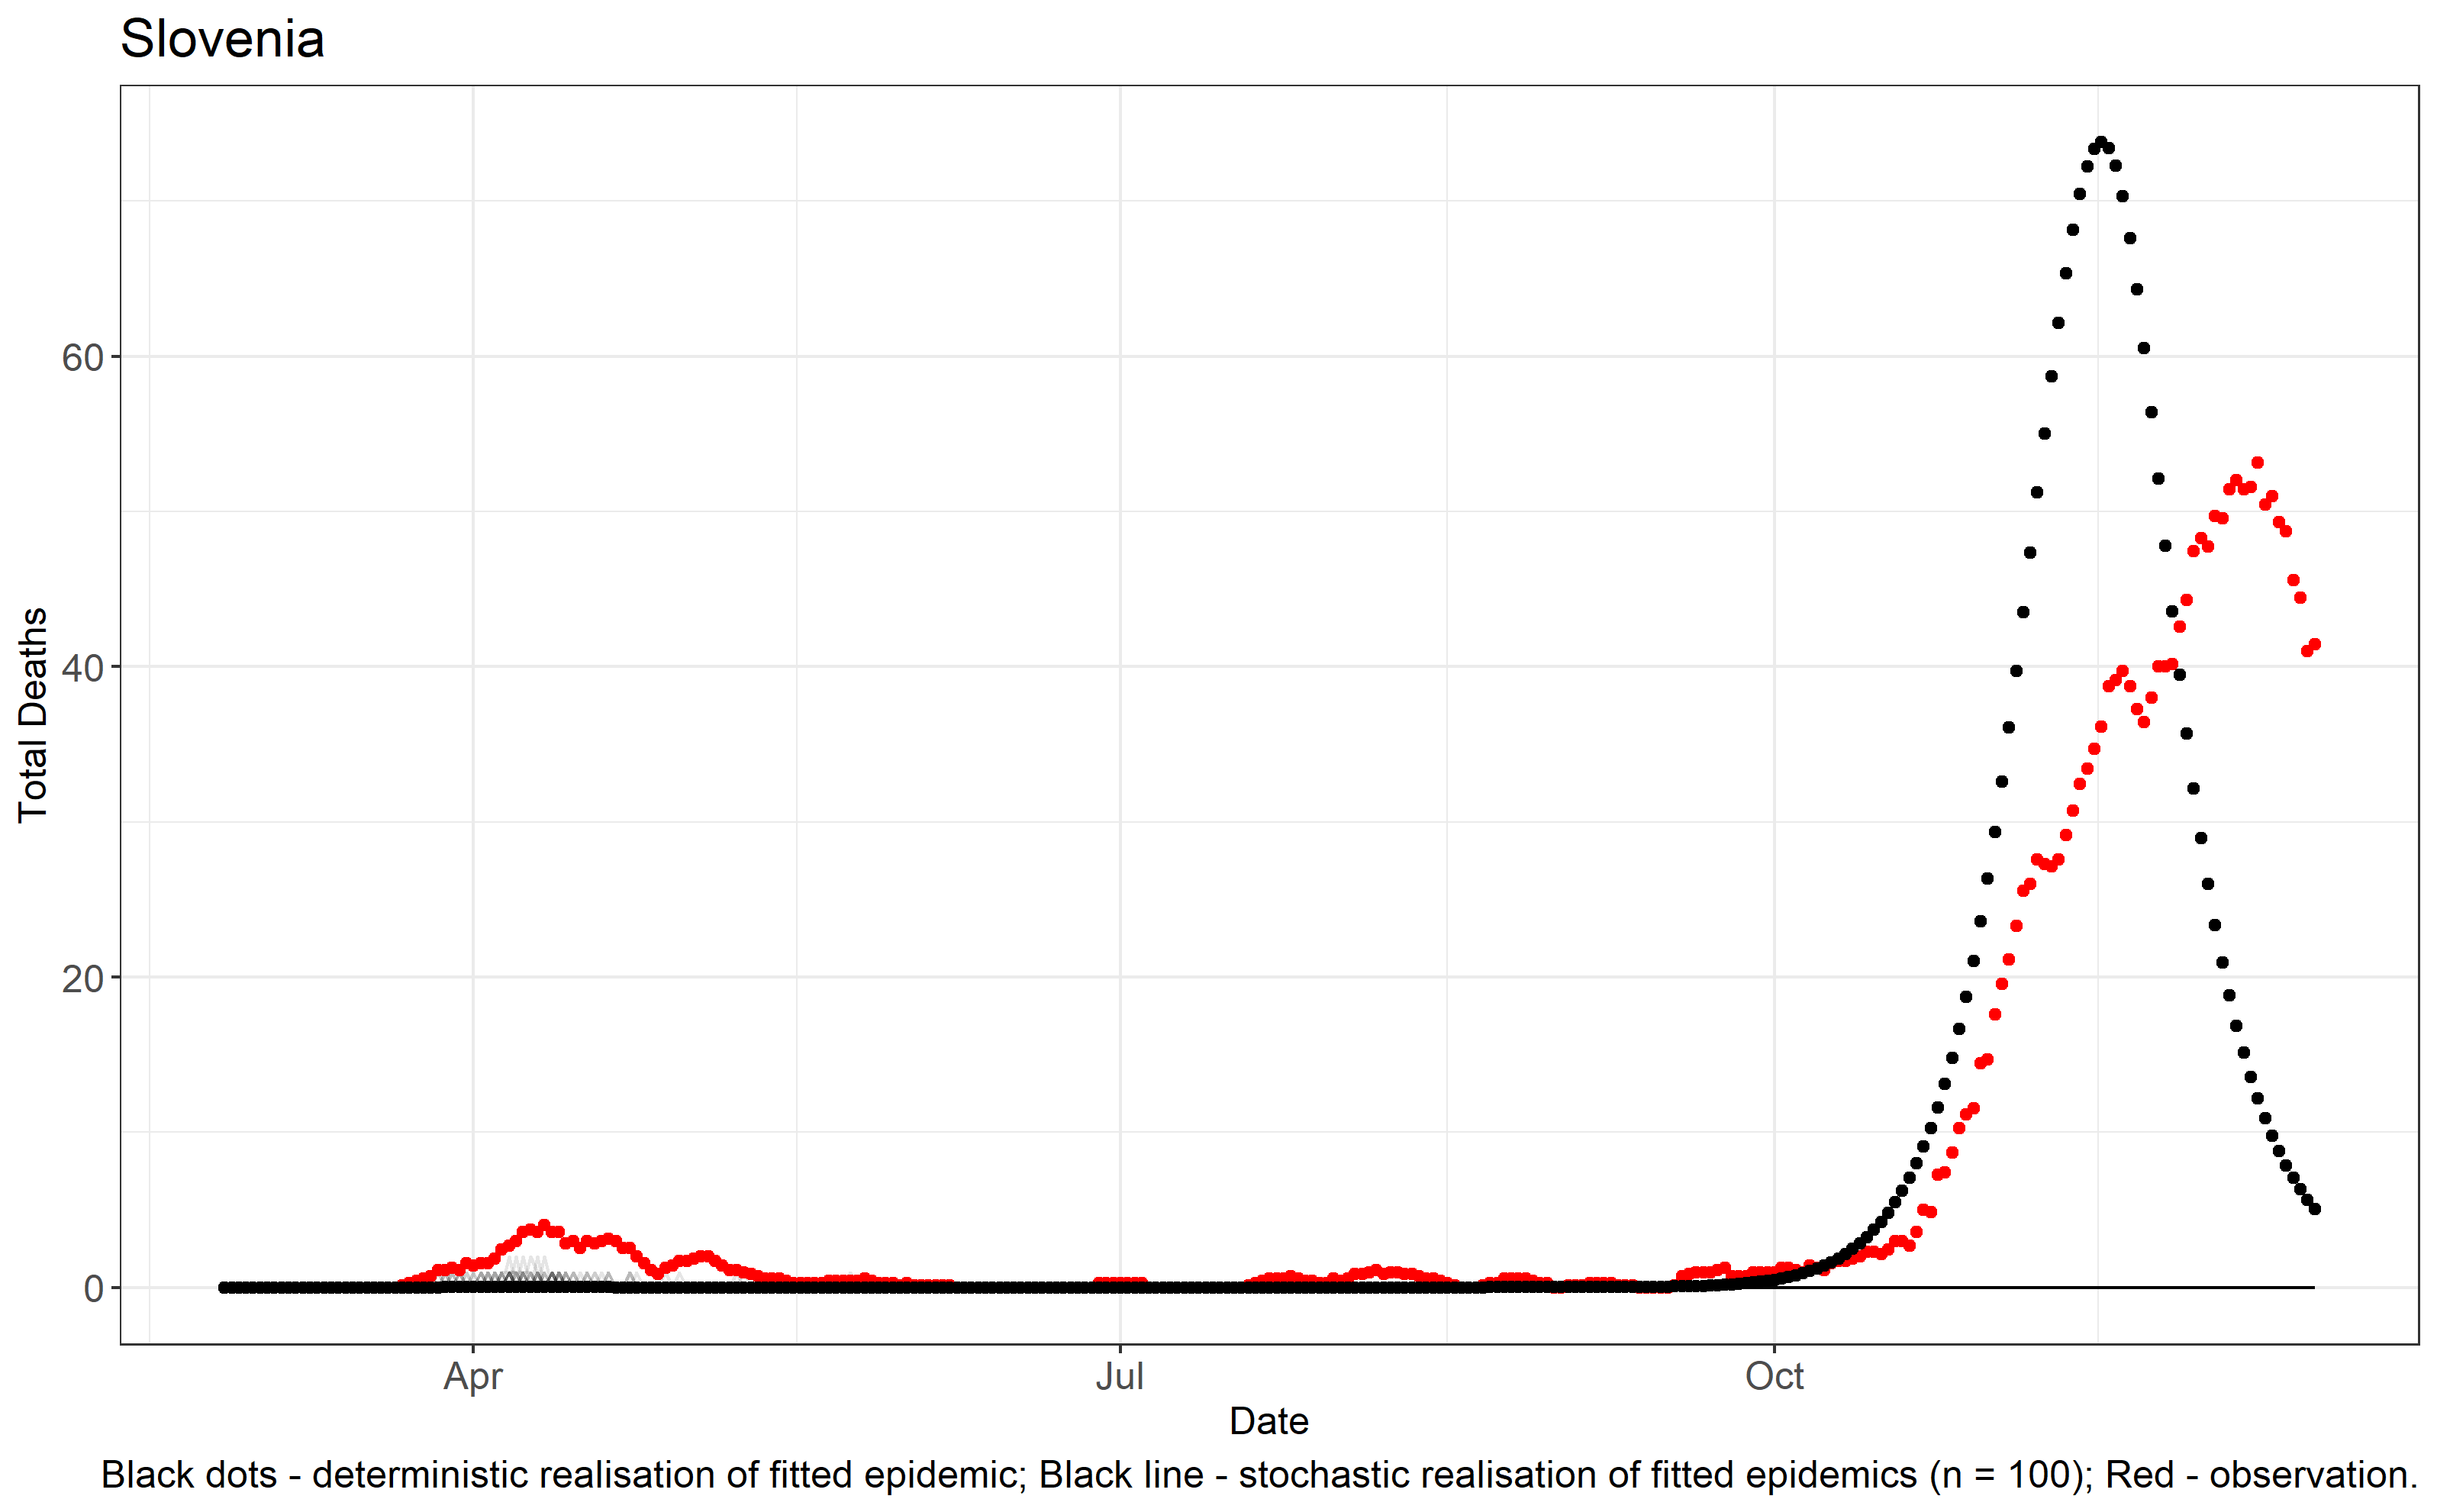 Slovenia
60
40
20
0
Total Deaths
Apr Jul Oct
Date
Black dots - deterministic realisation of fitted epidemic; Black line - stochastic realisation of fitted epidemics (n = 100); Red - observation.